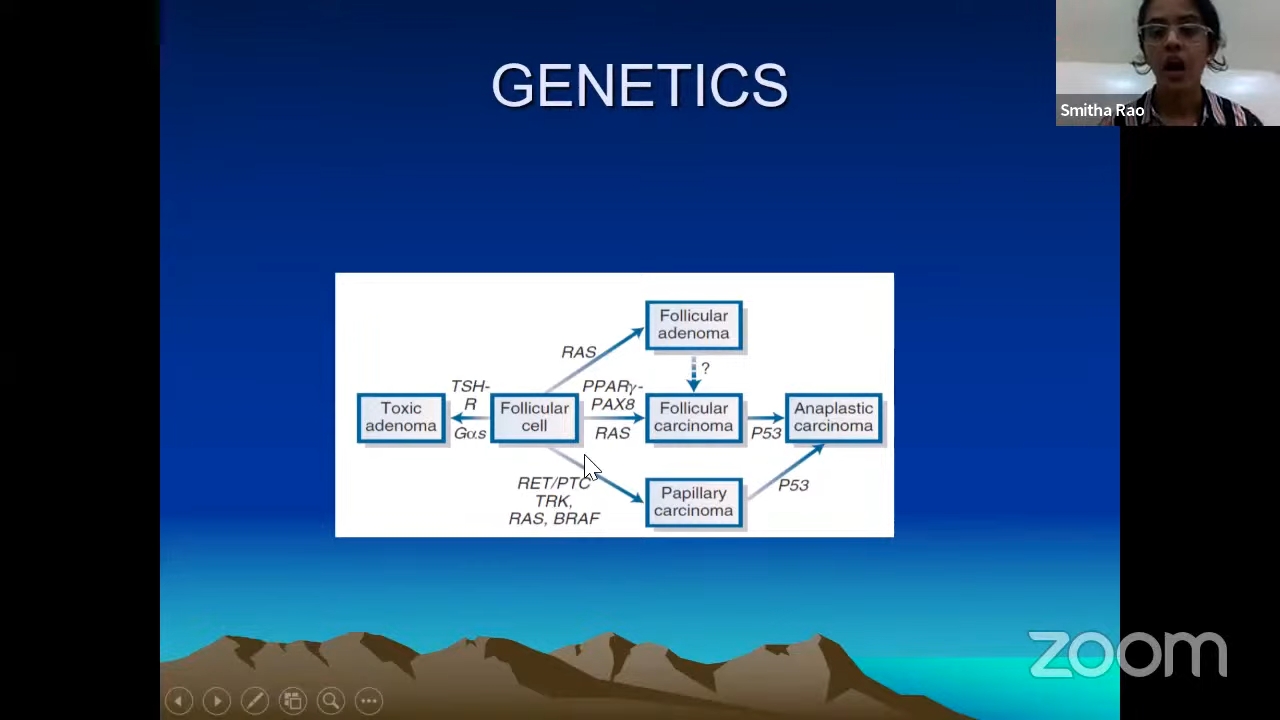 GENETICS
Smitha Rao
Follicular
adenoma
RAS
?
TSH-
R
PPARγ-
PAX8
Toxic
adenoma
Follicular
cell
Follicular
carcinoma
Anaplastic
carcinoma
Gαs
RAS
P53
RET/PTC
TRK,
RAS, BRAF
Papillary
carcinoma
P53
zoom